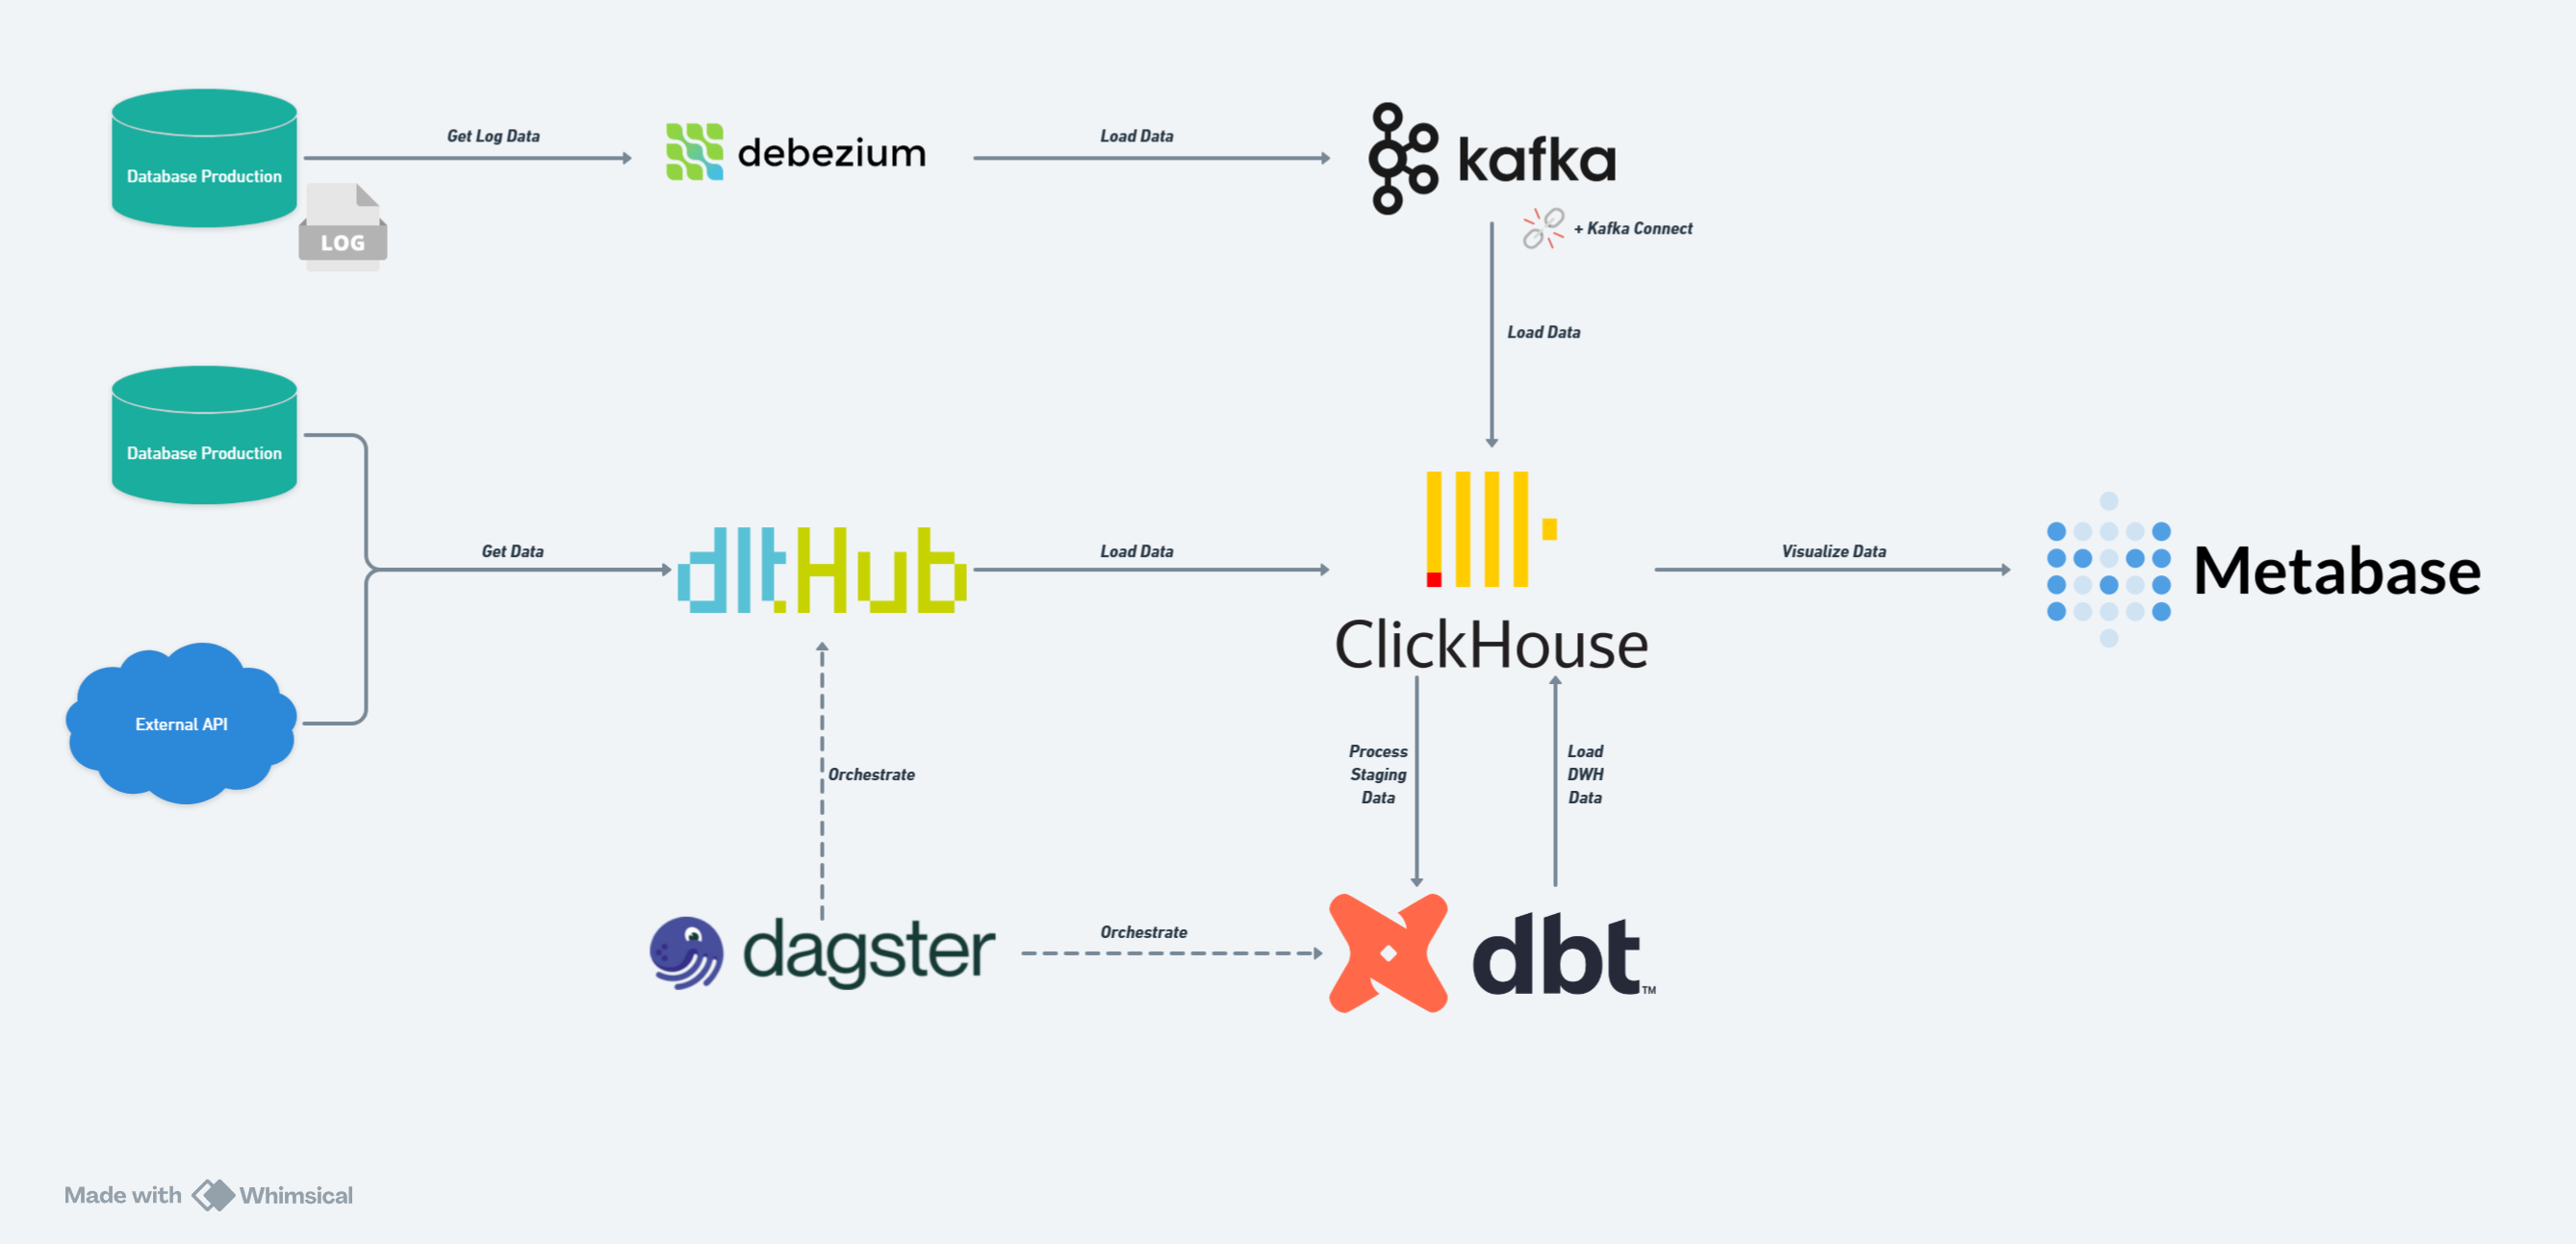 Database Production
LOG
Get Log Data
debezium
Load Data
kafka
+ Kafka Connect
Load Data
Database Production
External API
Get Data
dltHub
Load Data
ClickHouse
Visualize Data
Metabase
Orchestrate
Process
Staging
Data
Load
DWH
Data
dagster
Orchestrate
dbt™
Made with Whimsical